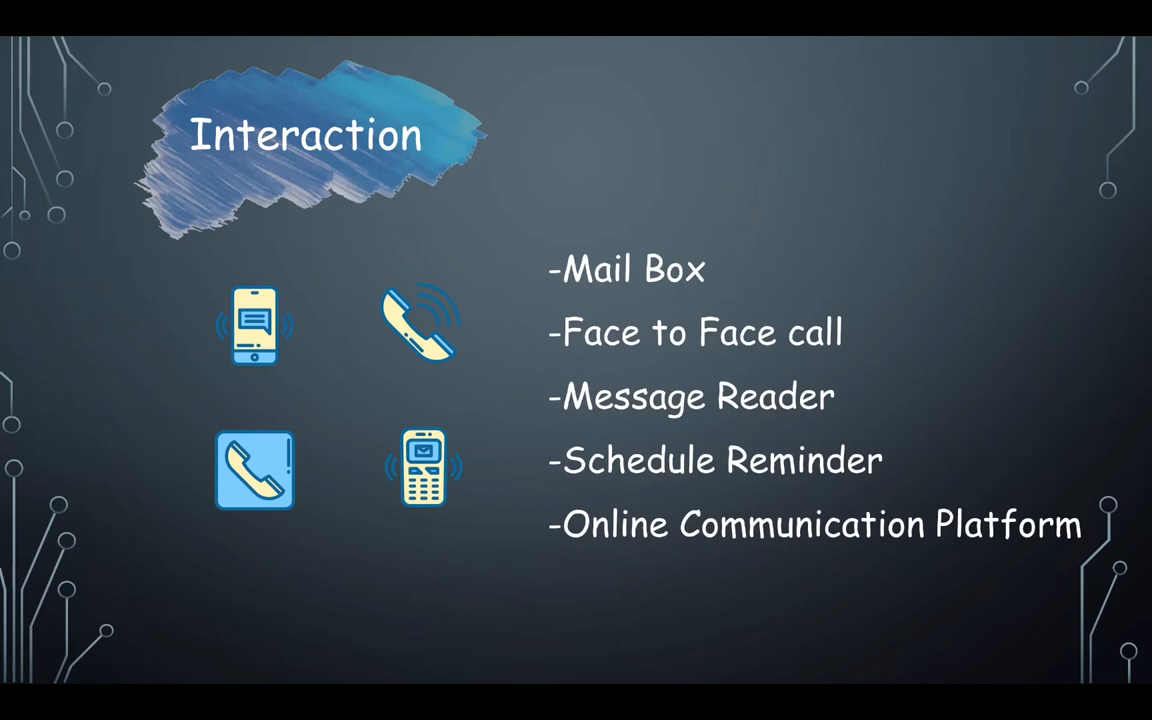 Interaction
-Mail Box
-Face to Face call
-Message Reader
-Schedule Reminder
-Online Communication Platform